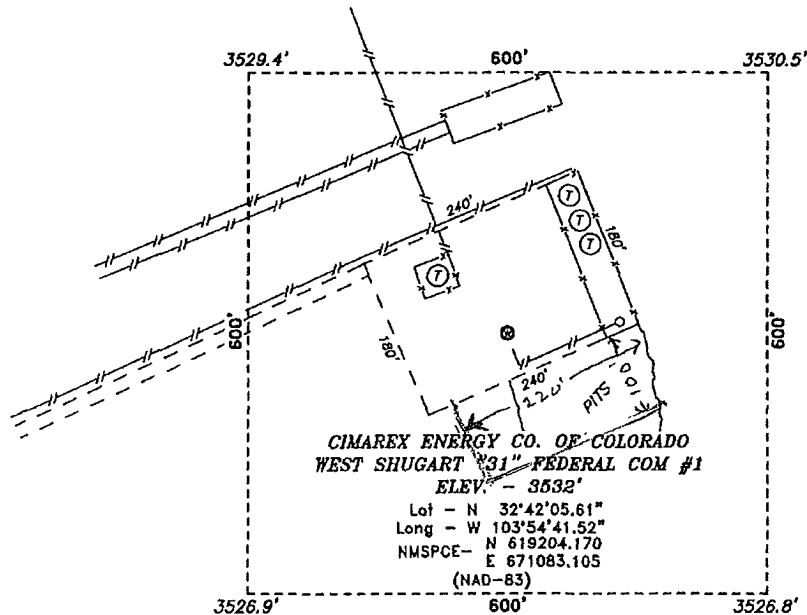 3529.4' 600' 3530.5'
240'
T
T
T
180'
T
600' 600'
180'
240'
220'
PITS 100
CIMAREX ENERGY CO. OF COLORADO
WEST SHUGART "31" FEDERAL COM #1
ELEV. - 3532'
Lat - N 32°42'05.61"
Long - W 103°54'41.52"
NMSPCE- N 619204.170
E 671083.105
(NAD-83)
3526.9' 600' 3526.8'